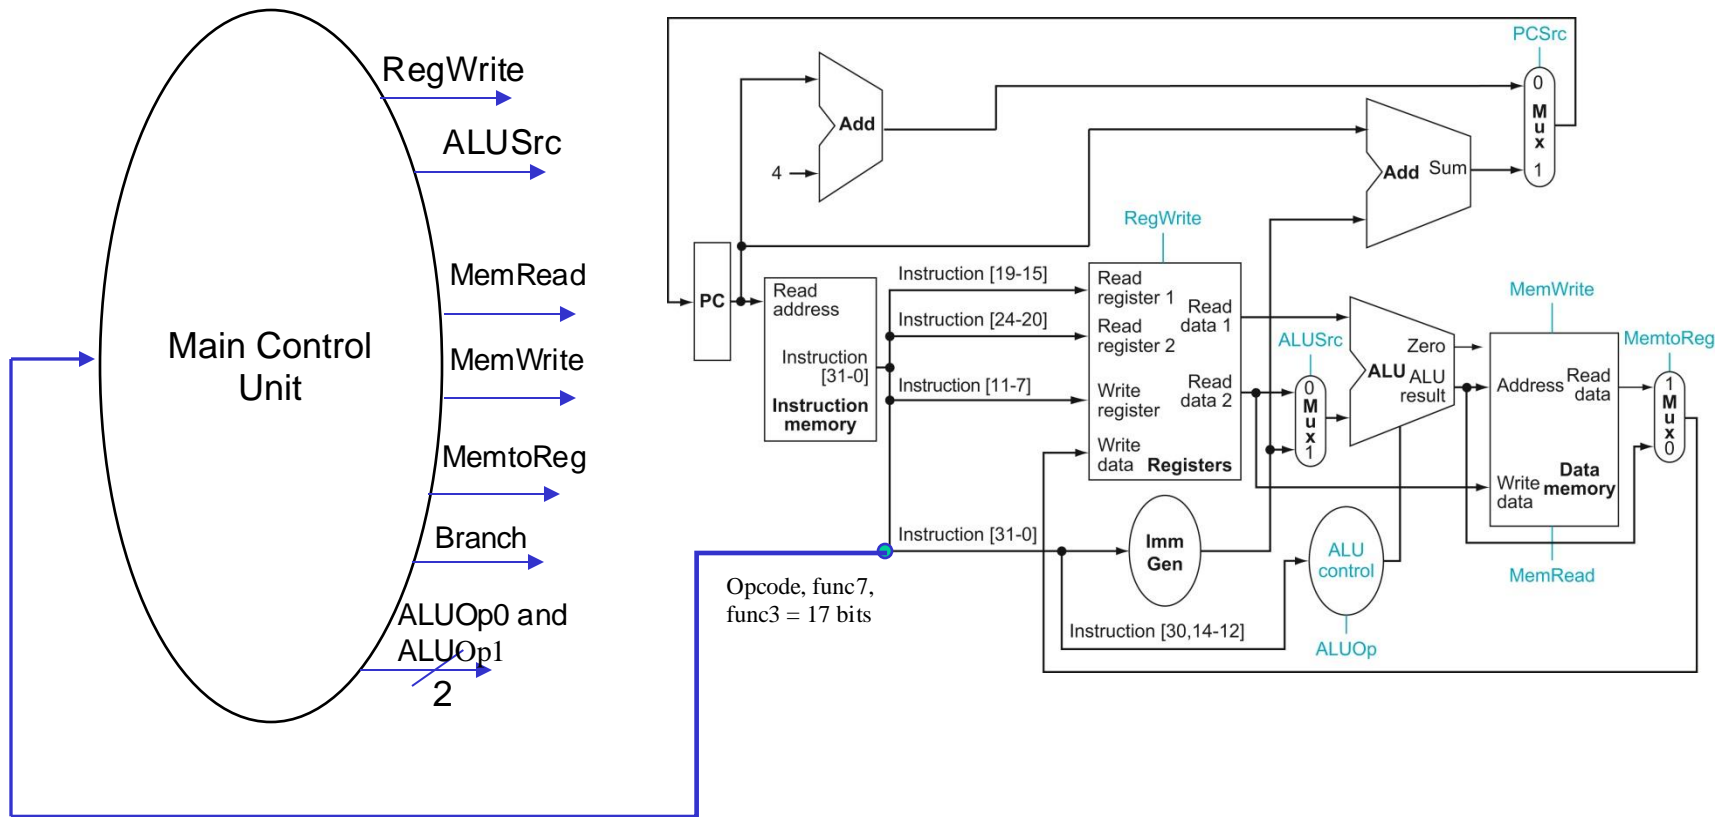 RegWrite
ALUSrc
MemRead
MemWrite
MemtoReg
Branch
ALUOp0 and
ALUOp1
2
Main Control
Unit
Opcode, func7,
func3 = 17 bits
PCSrc
0
M
u
x
1
Add
4
Add
Sum
PC
Read
address
Instruction
[31-0]
Instruction
memory
Instruction [19-15]
Instruction [24-20]
Instruction [11-7]
Instruction [31-0]
Instruction [30,14-12]
RegWrite
Read
register 1
Read
register 2
Write
register
Write
data
Read
data 1
Read
data 2
Registers
Imm
Gen
ALUSrc
0
M
u
x
1
Zero
ALU
ALU
result
ALU
control
ALUOp
MemWrite
Address
Read
data
Write
data
Data
memory
MemRead
MemtoReg
1
M
u
x
0